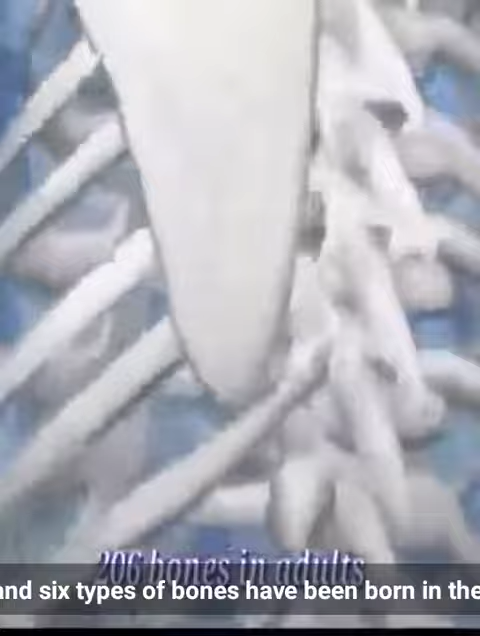 206 bones in adults
and six types of bones have been born in the